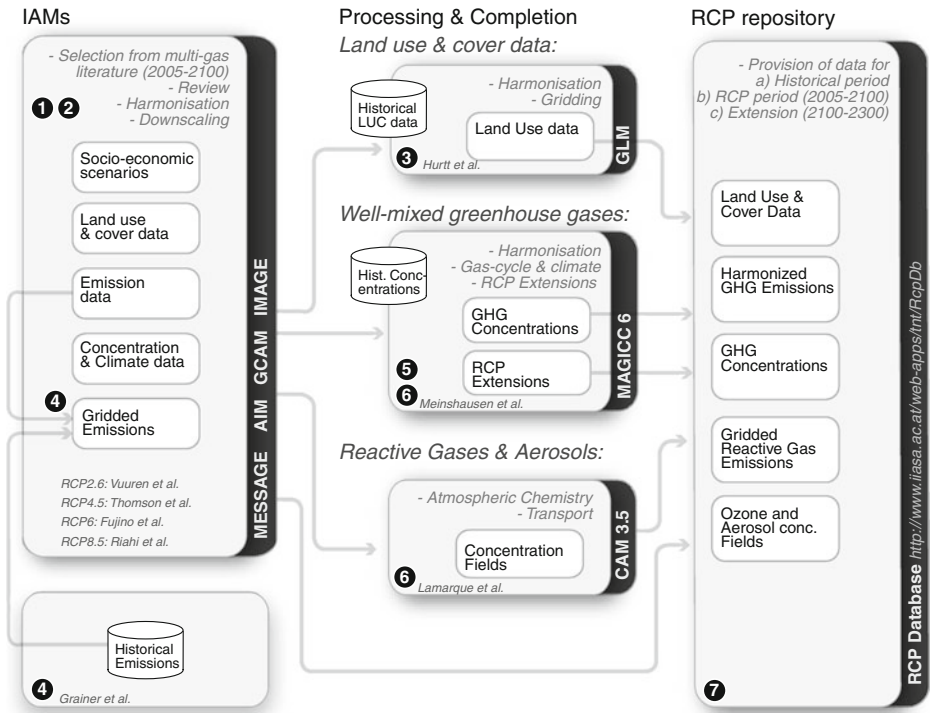 IAMs
- Selection from multi-gas
literature (2005-2100)
- Review
- Harmonisation
- Downscaling
1 2
Socio-economic
scenarios
Land use
& cover data
Emission
data
Concentration
& Climate data
4
Gridded
Emissions
RCP2.6: Vuuren et al.
RCP4.5: Thomson et al.
RCP6: Fujino et al.
RCP8.5: Riahi et al.
MESSAGE AIM GCAM IMAGE
Historical
Emissions
4
Grainer et al.
Processing & Completion
Land use & cover data:
Historical
LUC data
- Harmonisation
- Gridding
Land Use data
3
Hurtt et al.
GLM
Well-mixed greenhouse gases:
Hist. Conc-
entrations
- Harmonisation
- Gas-cycle & climate
- RCP Extensions
GHG
Concentrations
5
RCP
Extensions
6
Meinshausen et al.
MAGICC 6
Reactive Gases & Aerosols:
- Atmospheric Chemistry
- Transport
Concentration
Fields
6
Lamarque et al.
CAM 3.5
RCP repository
- Provision of data for
a) Historical period
b) RCP period (2005-2100)
c) Extension (2100-2300)
Land Use &
Cover Data
Harmonized
GHG Emissions
GHG
Concentrations
Gridded
Reactive Gas
Emissions
Ozone and
Aerosol conc.
Fields
7
RCP Database http://www.iiasa.ac.at/web-apps/tnt/RcpDb